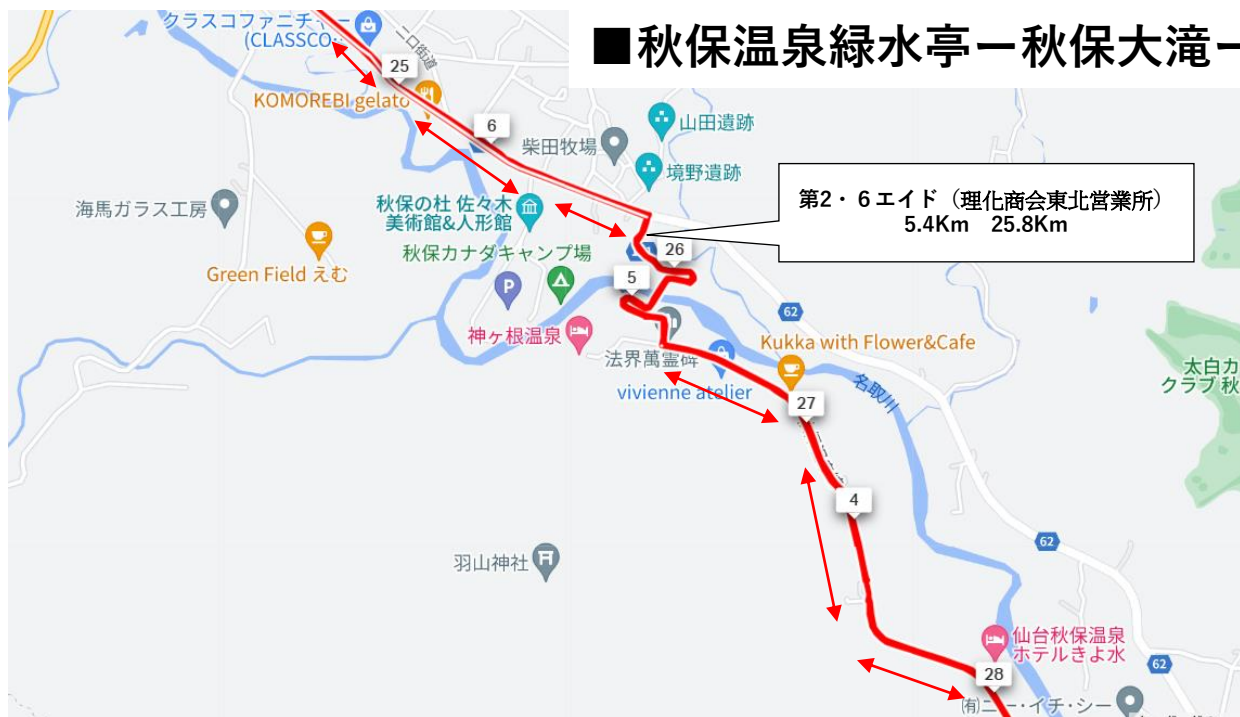 ■秋保温泉緑水亭ー秋保大滝ー
クラスコファニチャー
(CLASSCO...
二口街道
25
KOMOREBI gelato
6
山田遺跡
柴田牧場
境野遺跡
第2・6エイド（理化商会東北営業所）
5.4Km 25.8Km
海馬ガラス工房
秋保の杜 佐々木
美術館&人形館
Green Field えむ
秋保カナダキャンプ場
26
5
P
62
神ヶ根温泉
法界萬霊碑
Kukka with Flower&Cafe
vivienne atelier
名取川
太白カ
クラブ 秋
27
4
62
羽山神社
仙台秋保温泉
ホテルきよ水
62
28
㈲ニー・イチ・シー